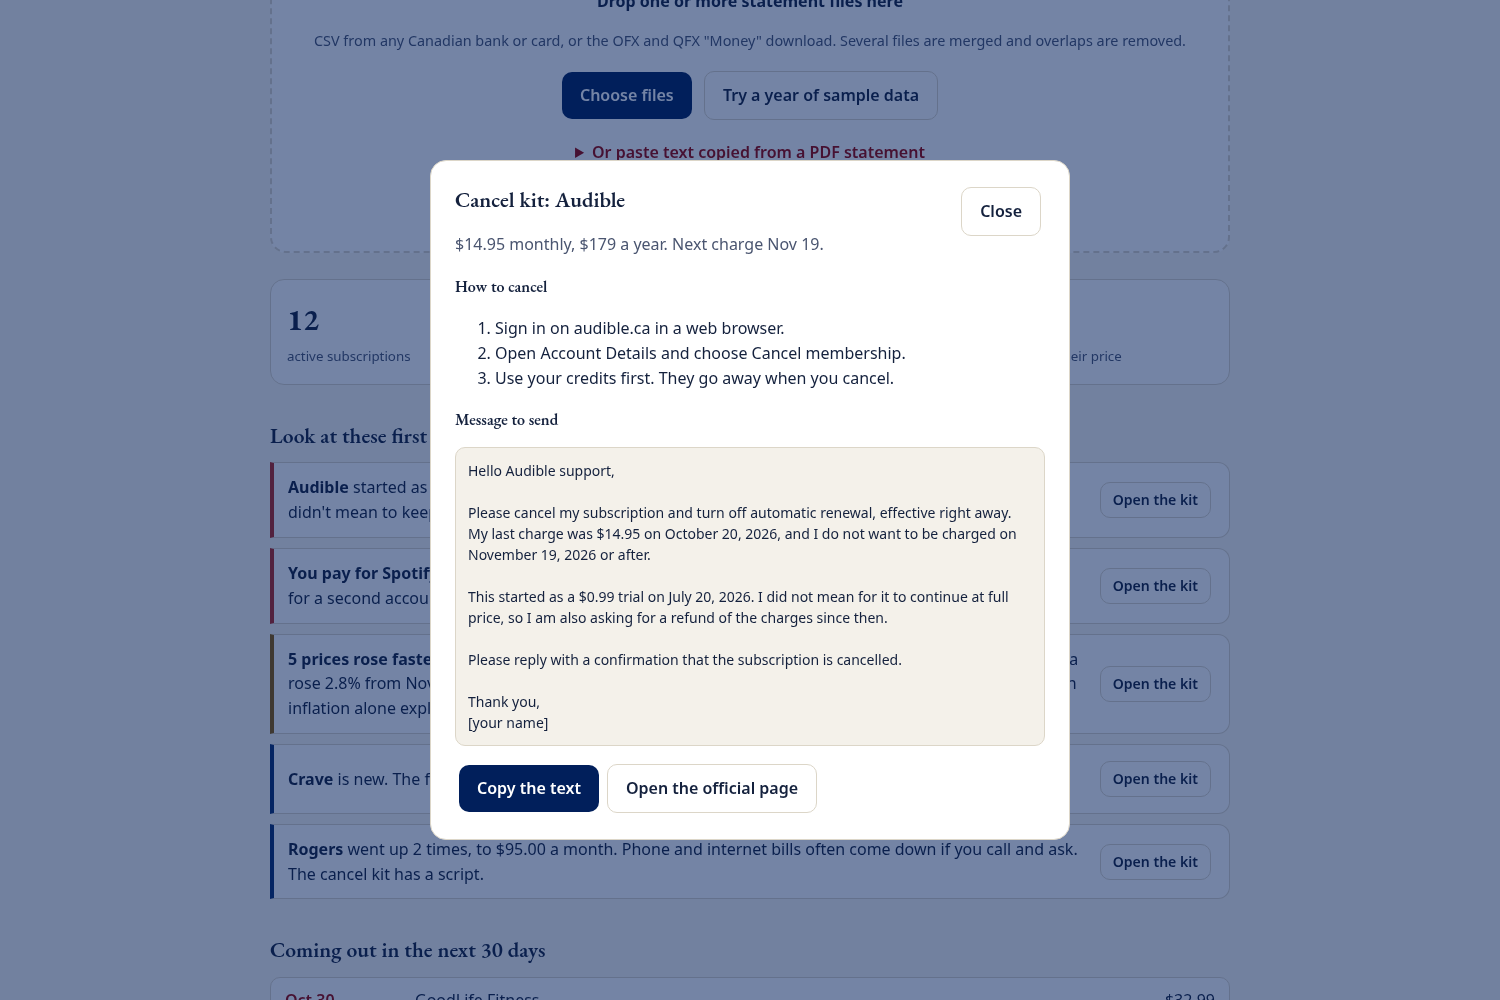 Drop one or more statement files here
CSV from any Canadian bank or card, or the OFX and QFX "Money" download. Several files are merged and overlaps are removed.
Choose files
Try a year of sample data
Or paste text copied from a PDF statement
Cancel kit: Audible
Close
$14.95 monthly, $179 a year. Next charge Nov 19.
How to cancel
1. Sign in on audible.ca in a web browser.
2. Open Account Details and choose Cancel membership.
3. Use your credits first. They go away when you cancel.
Message to send
Hello Audible support,
Please cancel my subscription and turn off automatic renewal, effective right away.
My last charge was $14.95 on October 20, 2026, and I do not want to be charged on
November 19, 2026 or after.
This started as a $0.99 trial on July 20, 2026. I did not mean for it to continue at full
price, so I am also asking for a refund of the charges since then.
Please reply with a confirmation that the subscription is cancelled.
Thank you,
[your name]
Copy the text
Open the official page
12
active subscriptions
price
Look at these first
Audible started as
didn't mean to
Open the kit
You pay for
for a second
Open the kit
5 prices rose
rose 2.8% from
inflation alone
Open the kit
Crave is new. The
Open the kit
Rogers went up 2 times, to $95.00 a month. Phone and internet bills often come down if you call and ask.
The cancel kit has a script.
Open the kit
Coming out in the next 30 days
Oct 30
GoodLife Fitness
$32.99